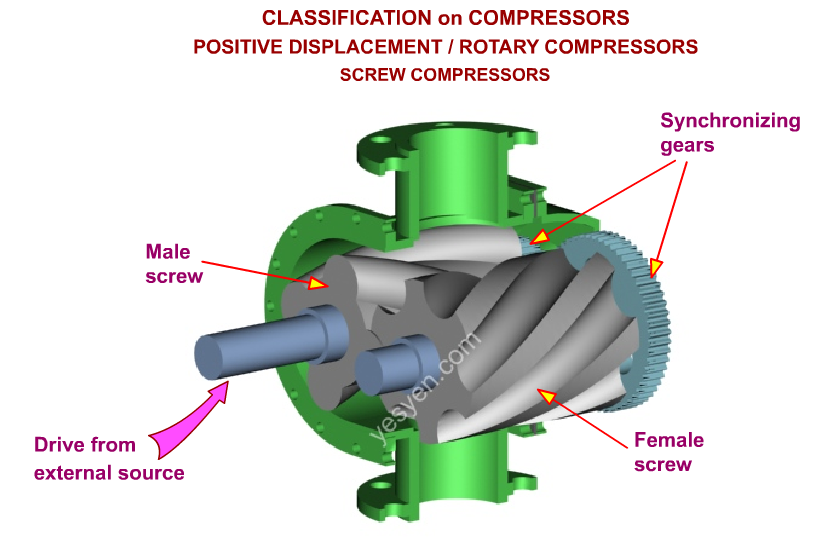 CLASSIFICATION on COMPRESSORS
POSITIVE DISPLACEMENT / ROTARY COMPRESSORS
SCREW COMPRESSORS
Synchronizing
gears
Male
screw
yesyen.com
Drive from
external source
Female
screw